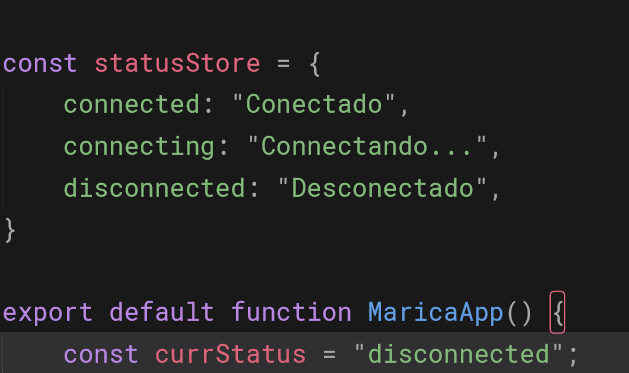 const statusStore = {
    connected: "Conectado",
    connecting: "Connectando...",
    disconnected: "Desconectado",
}
export default function MaricaApp() {
    const currStatus = "disconnected";